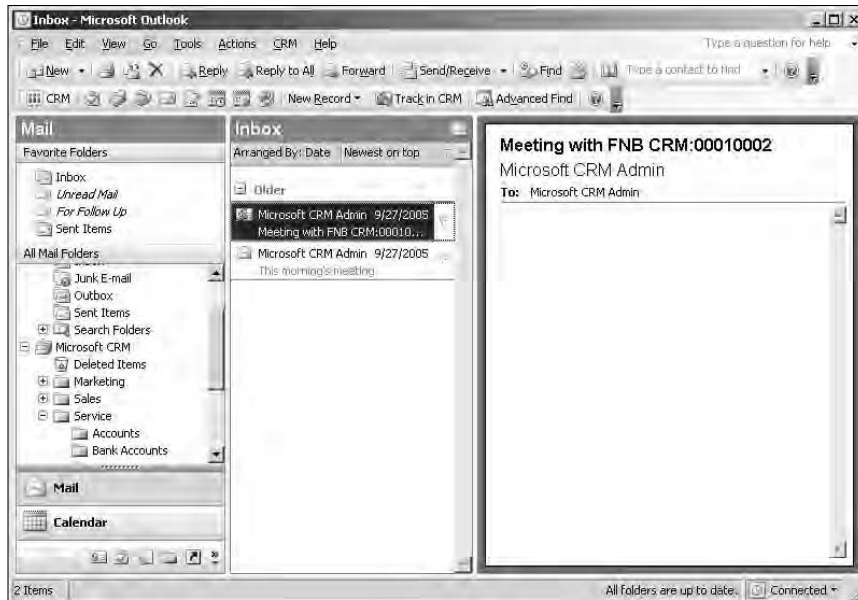 Inbox - Microsoft Outlook
File Edit View Go Tools Actions CRM Help
Type a question for help
New Reply Reply to All Forward Send/Receive Find Type a contact to find
CRM New Record Track in CRM Advanced Find
Mail
Favorite Folders
Inbox
Unread Mail
For Follow Up
Sent Items
All Mail Folders
Junk E-mail
Outbox
Sent Items
Search Folders
Microsoft CRM
Deleted Items
Marketing
Sales
Service
Accounts
Bank Accounts
Mail
Calendar
Inbox
Arranged By: Date Newest on top
Older
Microsoft CRM Admin 9/27/2005
Meeting with FNB CRM:00010...
Microsoft CRM Admin 9/27/2005
This morning's meeting
Meeting with FNB CRM:00010002
Microsoft CRM Admin
To: Microsoft CRM Admin
2 Items
All folders are up to date. Connected